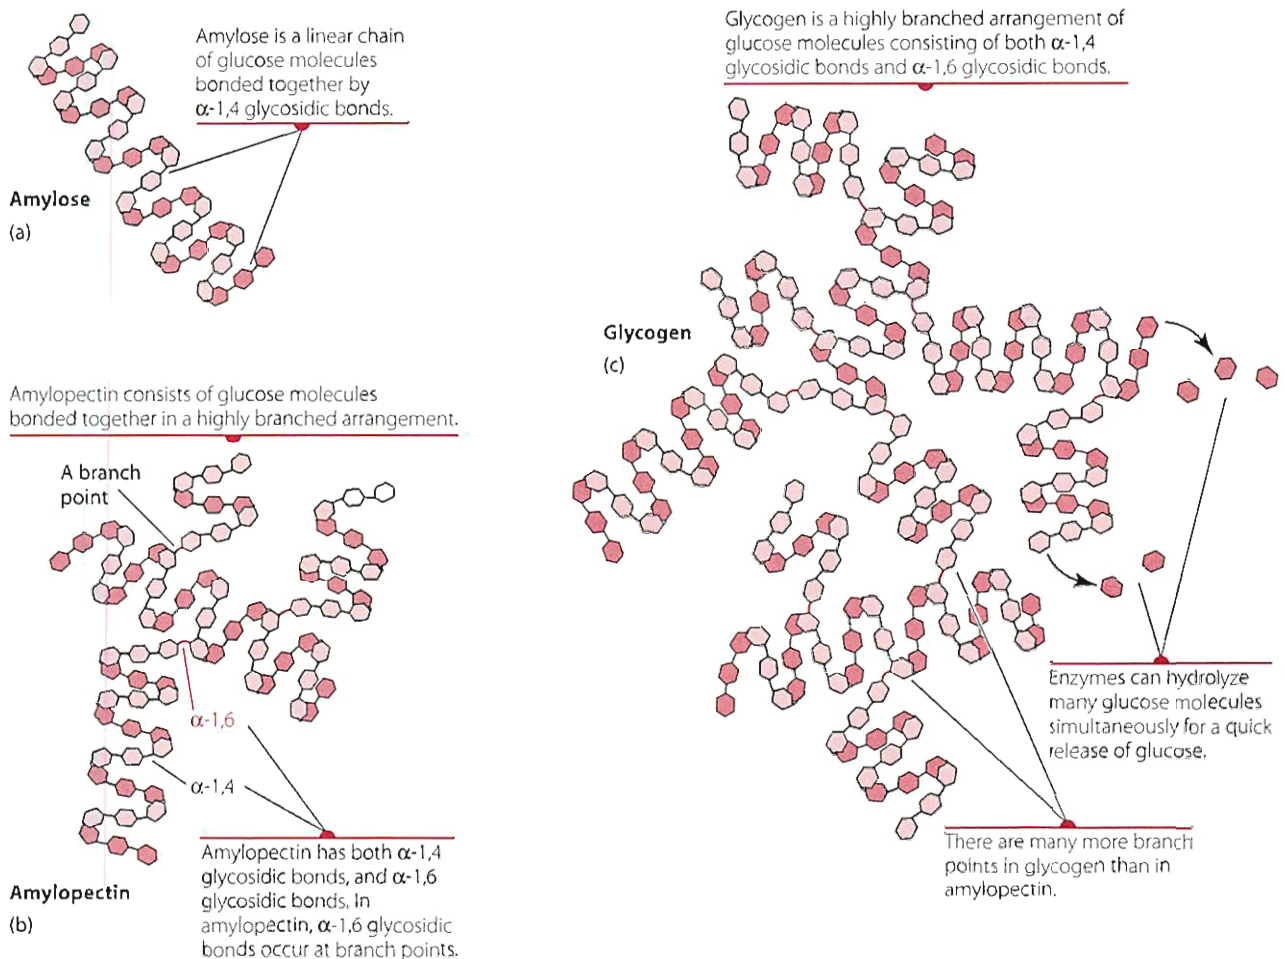 Amylose is a linear chain
of glucose molecules
bonded together by
α-1,4 glycosidic bonds.
Amylose
(a)
Amylopectin consists of glucose molecules
bonded together in a highly branched arrangement.
A branch
point
α-1,6
α-1,4
Amylopectin has both α-1,4
glycosidic bonds, and α-1,6
glycosidic bonds. In
amylopectin, α-1,6 glycosidic
bonds occur at branch points.
Amylopectin
(b)
Glycogen is a highly branched arrangement of
glucose molecules consisting of both α-1,4
glycosidic bonds and α-1,6 glycosidic bonds.
Glycogen
(c)
Enzymes can hydrolyze
many glucose molecules
simultaneously for a quick
release of glucose.
There are many more branch
points in glycogen than in
amylopectin.